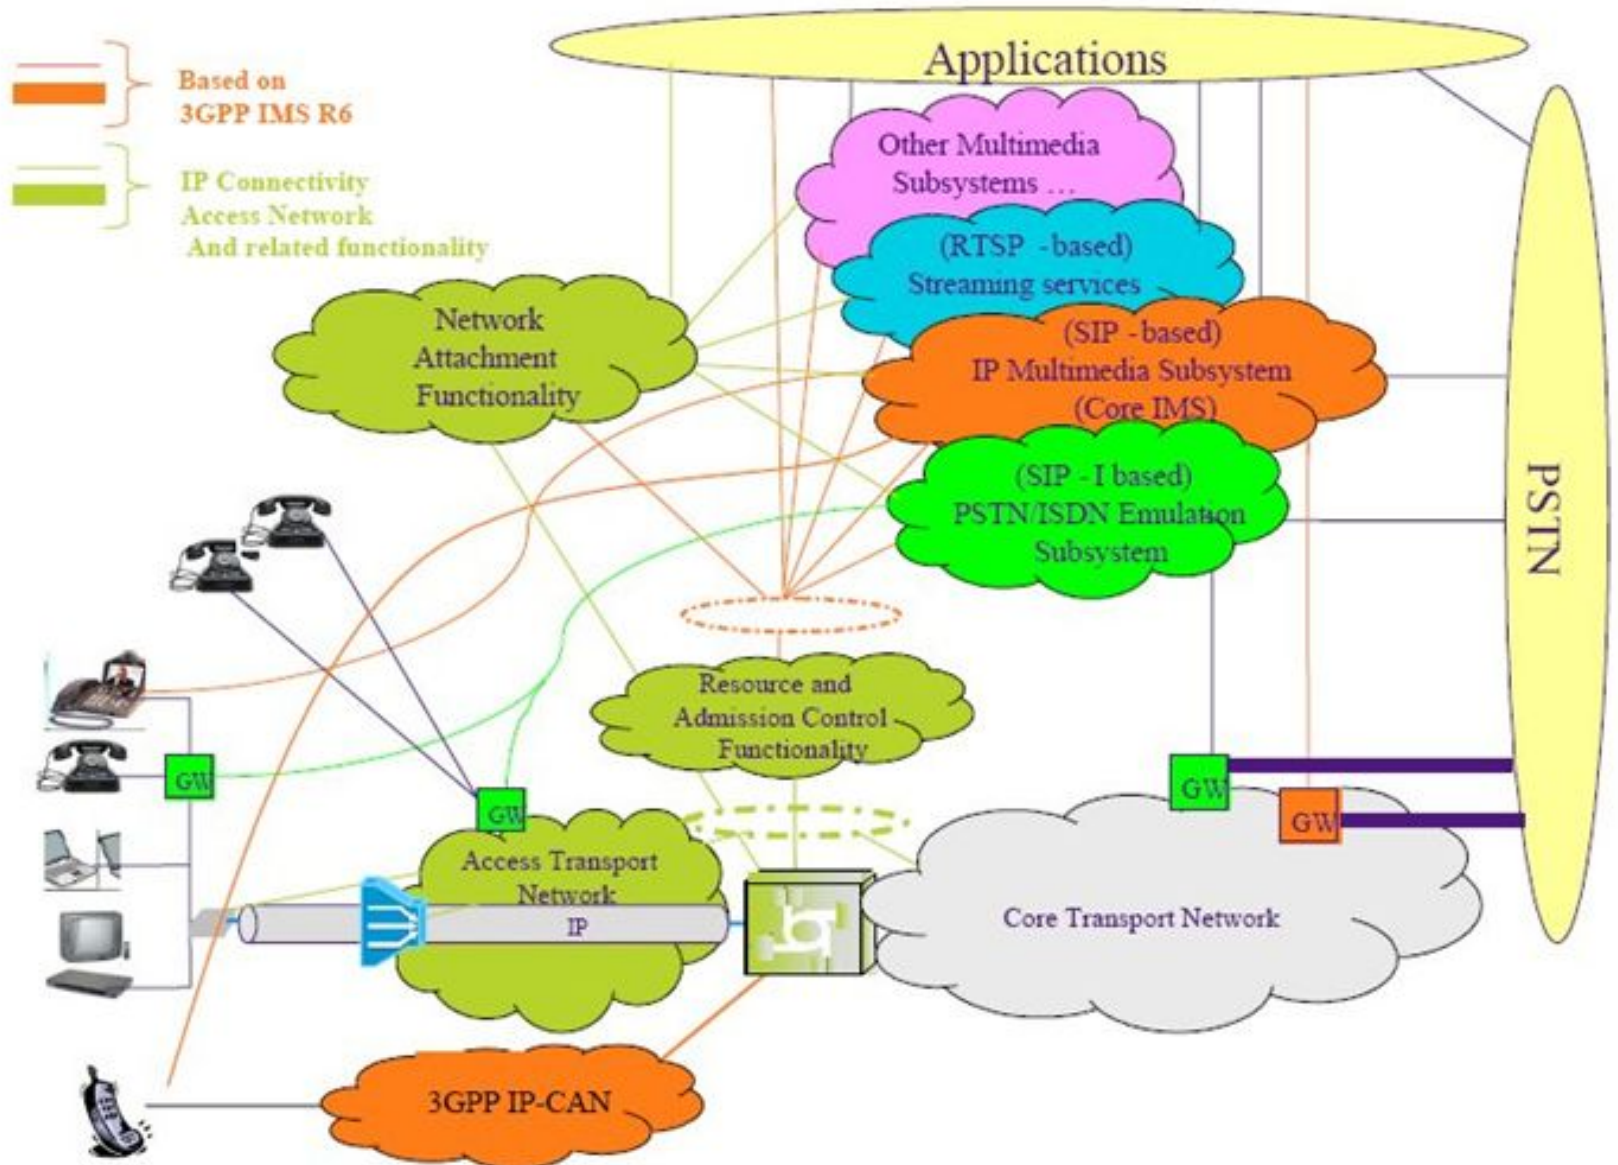 Applications
Based on
3GPP IMS R6
IP Connectivity
Access Network
And related functionality
Other Multimedia
Subsystems ...
(RTSP - based)
Streaming services
(SIP - based)
IP Multimedia Subsystem
(Core IMS)
Network
Attachment
Functionality
(SIP - I based)
PSTN/ISDN Emulation
Subsystem
PSTN
Resource and
Admission Control
Functionality
GW
GW
GW
GW
Access Transport
Network
IP
Core Transport Network
3GPP IP-CAN